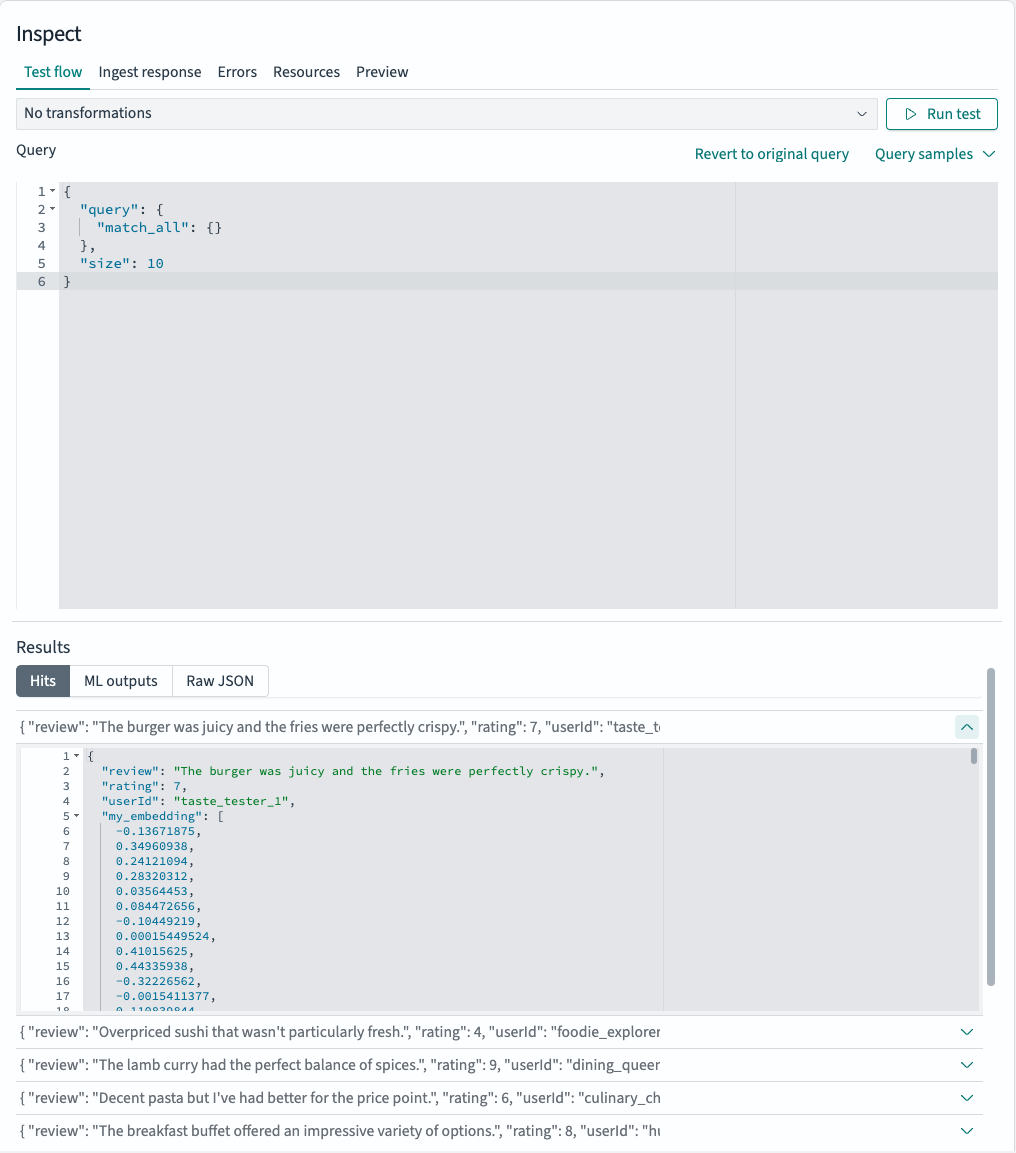 Inspect
Test flow Ingest response Errors Resources Preview
No transformations Run test
Query Revert to original query Query samples
1 {
2 "query": {
3 "match_all": {}
4 },
5 "size": 10
6 }
Results
Hits ML outputs Raw JSON
{ "review": "The burger was juicy and the fries were perfectly crispy.", "rating": 7, "userId": "taste_t
1 {
2 "review": "The burger was juicy and the fries were perfectly crispy.",
3 "rating": 7,
4 "userId": "taste_tester_1",
5 "my_embedding": [
6 -0.13671875,
7 0.34960938,
8 0.24121094,
9 0.28320312,
10 0.03564453,
11 0.084472656,
12 -0.10449219,
13 0.00015449524,
14 0.41015625,
15 0.44335938,
16 -0.32226562,
17 -0.0015411377,
18 0.110839844
{ "review": "Overpriced sushi that wasn't particularly fresh.", "rating": 4, "userId": "foodie_explorer
{ "review": "The lamb curry had the perfect balance of spices.", "rating": 9, "userId": "dining_queer
{ "review": "Decent pasta but I've had better for the price point.", "rating": 6, "userId": "culinary_ch
{ "review": "The breakfast buffet offered an impressive variety of options.", "rating": 8, "userId": "h